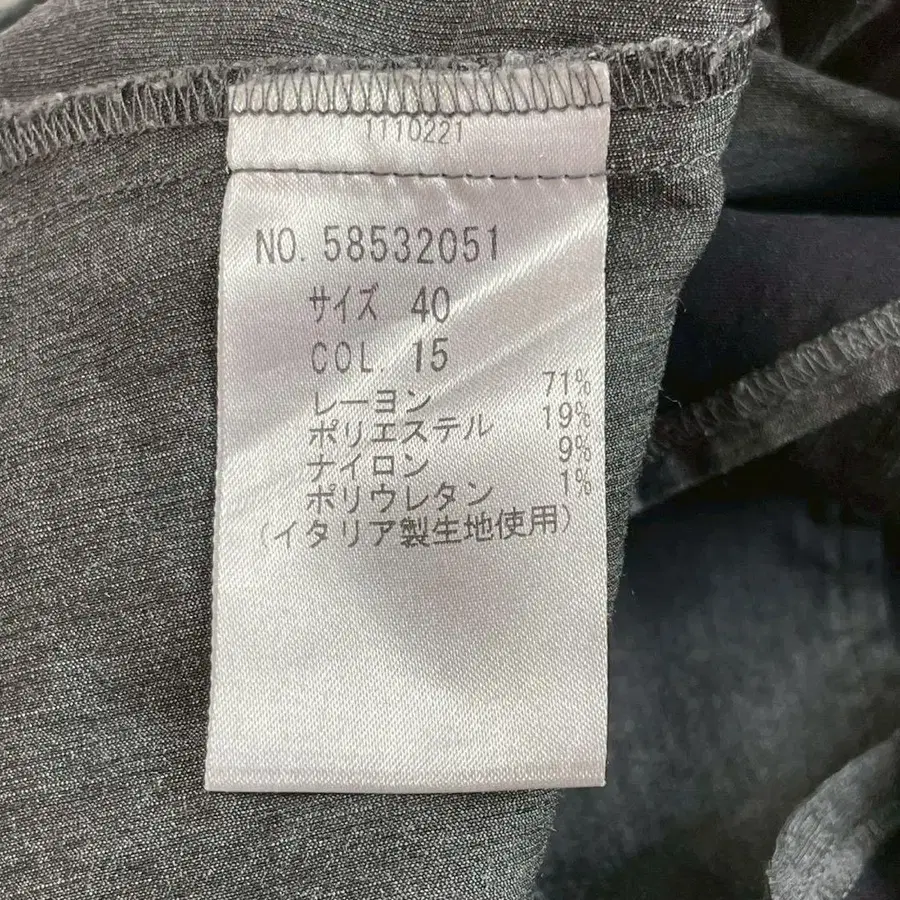 1110221
NO. 58532051
サイズ 40
COL. 15
レーヨン 71%
ポリエステル 19%
ナイロン 9%
ポリウレタン 1%
(イタリア製生地使用)